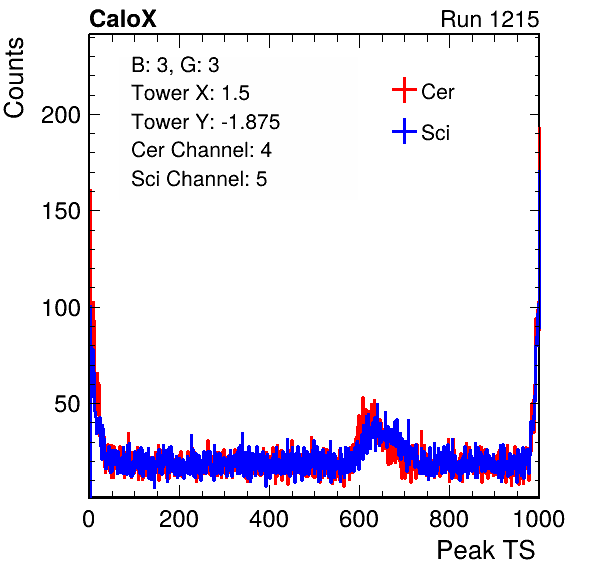 CaloX Run 1215
Counts
B: 3, G: 3
Tower X: 1.5
Tower Y: -1.875
Cer Channel: 4
Sci Channel: 5
Cer
Sci
200
150
100
50
0 200 400 600 800 1000
Peak TS